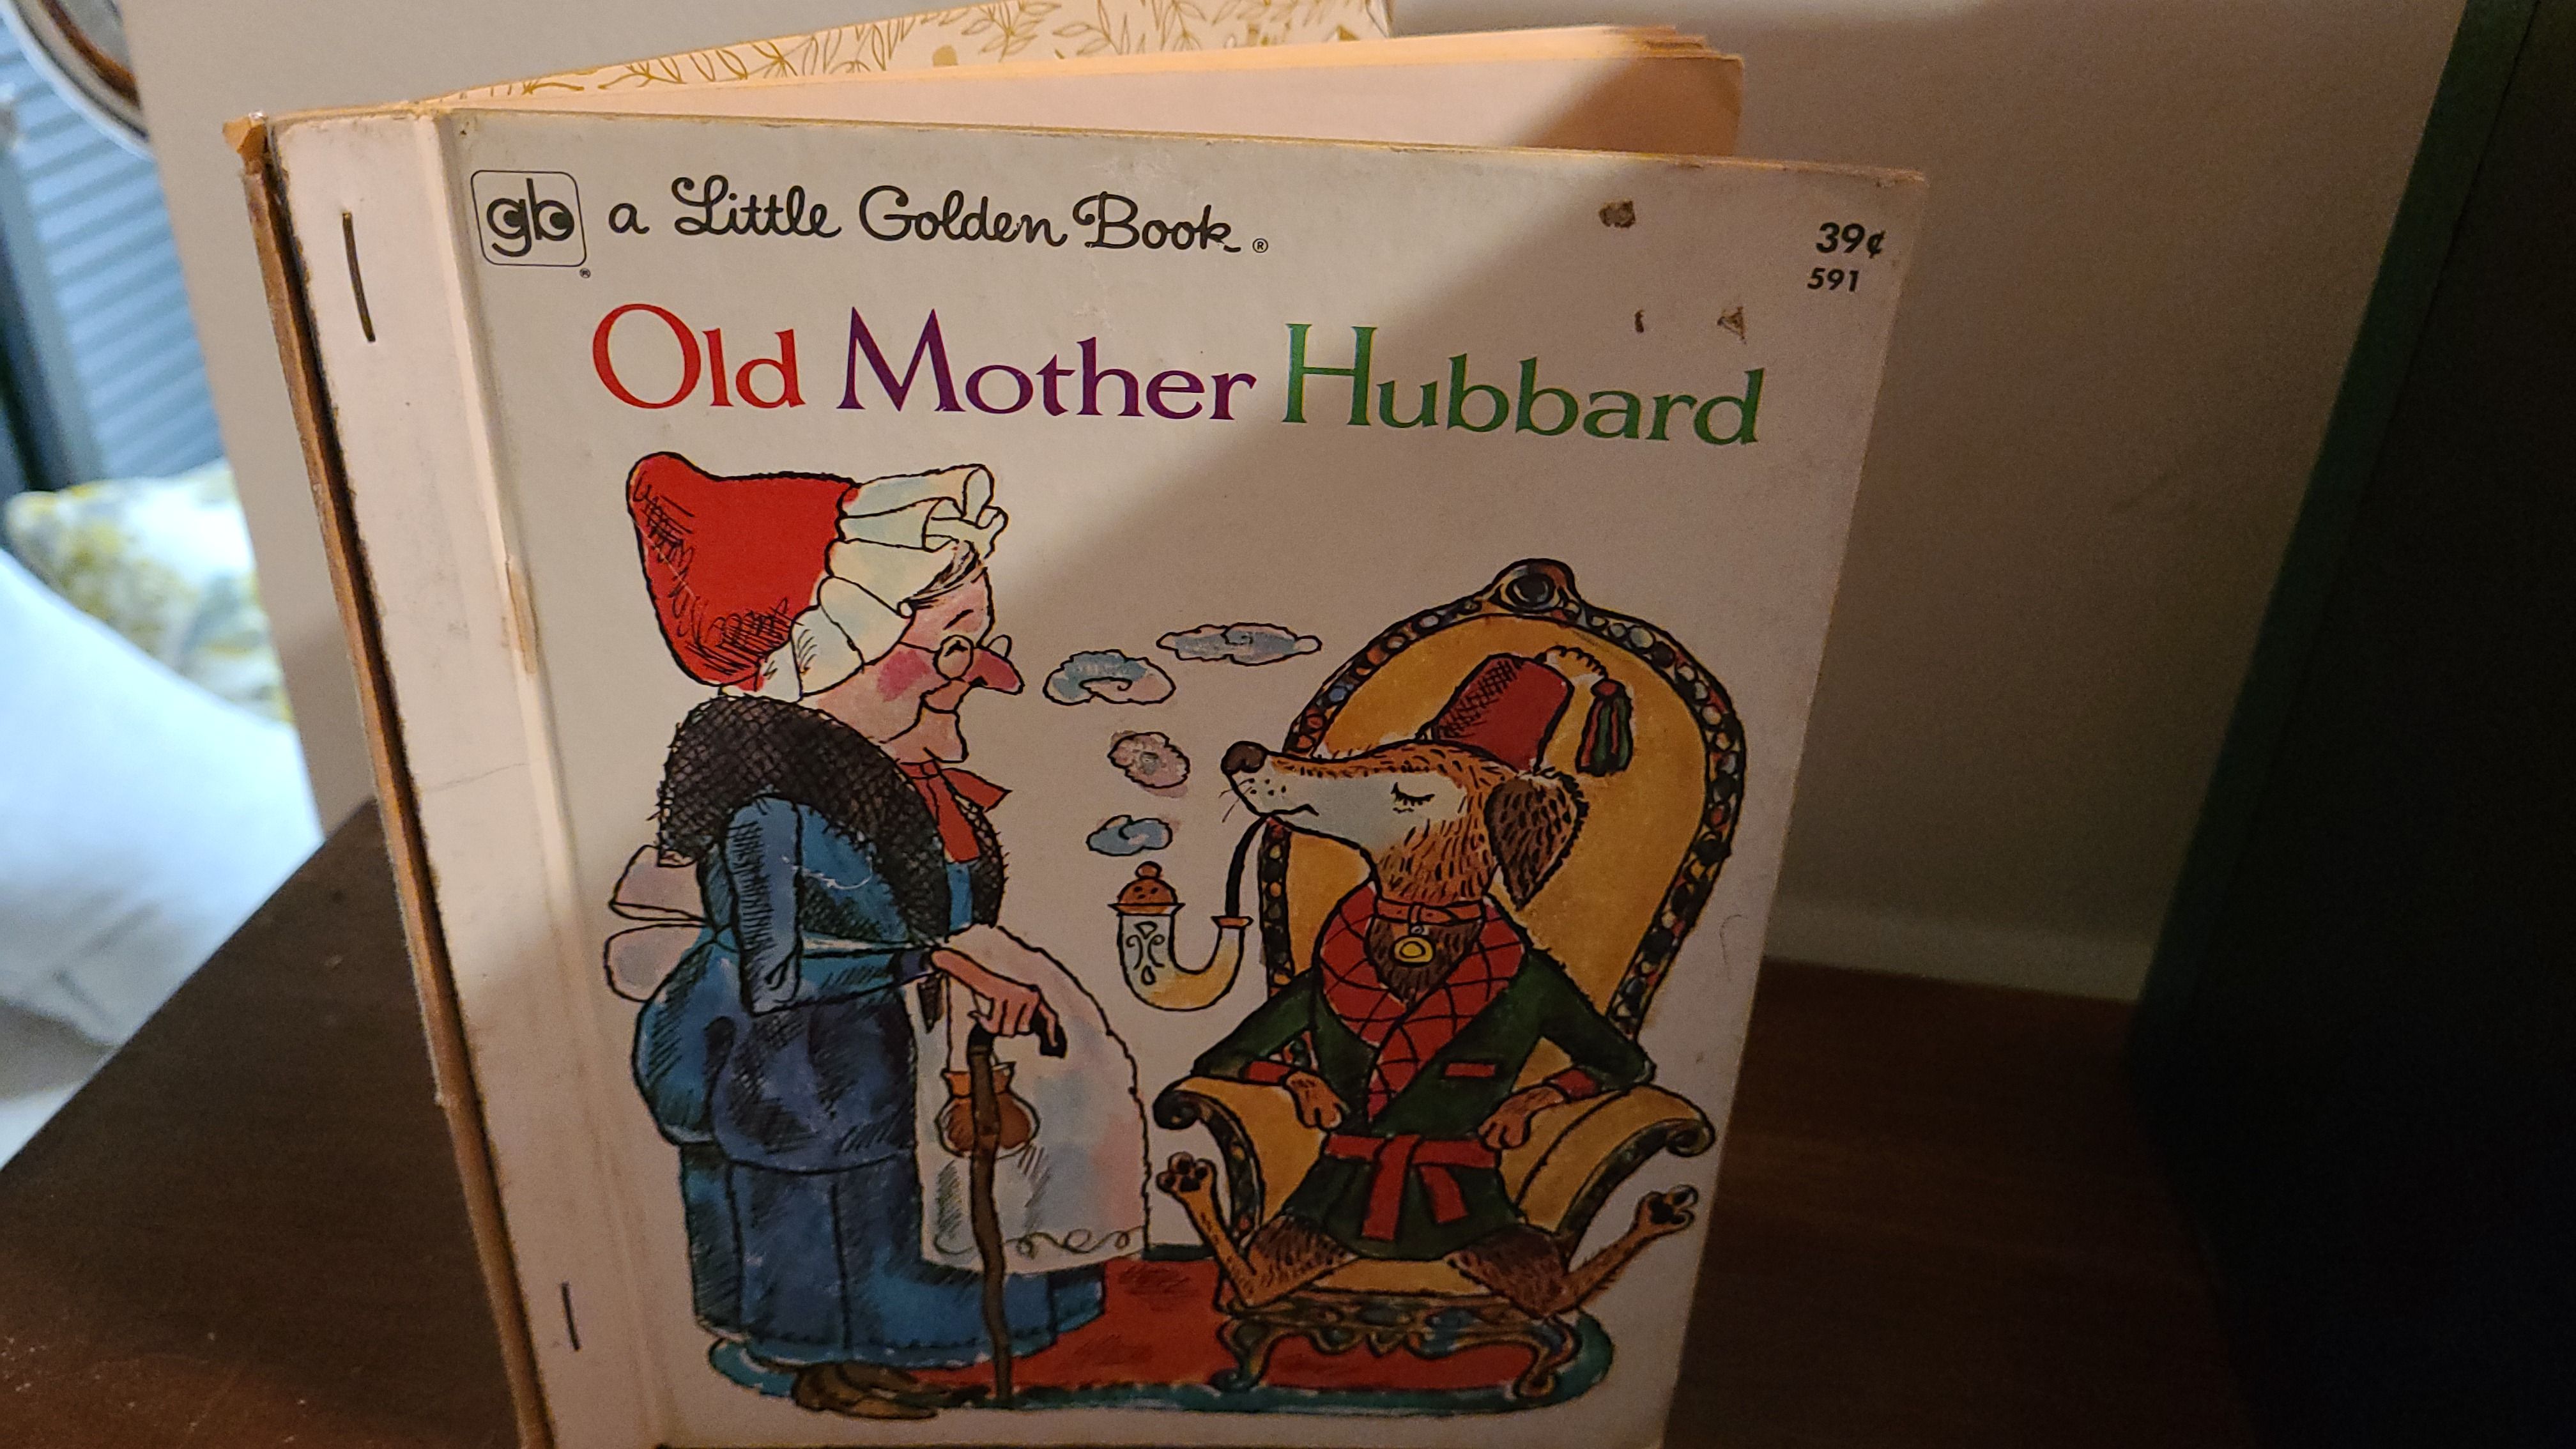 gb ® a Little Golden Book®
39¢
591
Old Mother Hubbard